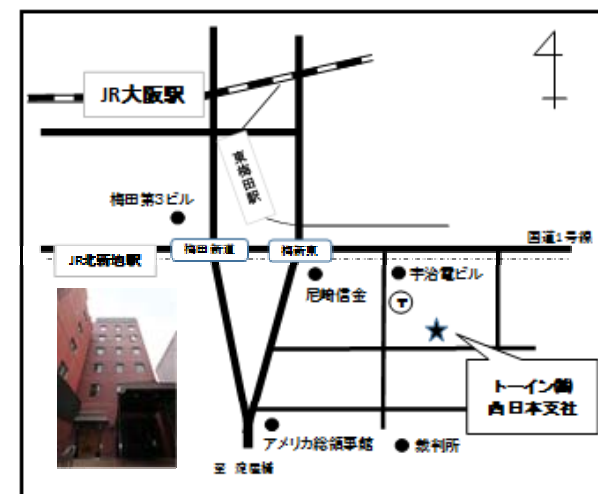 JR大阪駅
東梅田駅
梅田第3ビル
国道1号線
梅田新道
梅新東
JR北新地駅
宇治電ビル
尼崎信金
〒
トーイン㈱
西日本支社
アメリカ総領事館
裁判所
至 淀屋橋